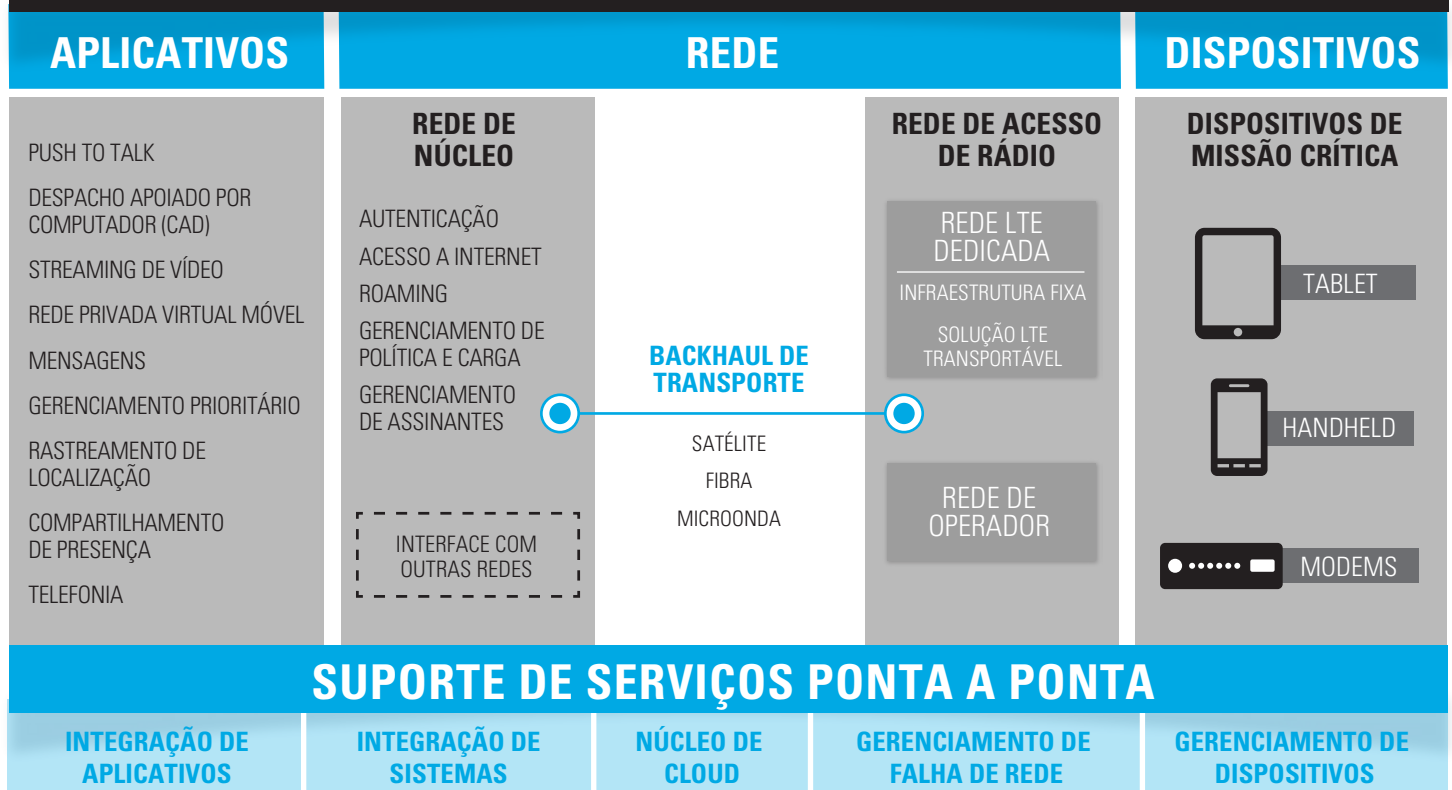 APLICATIVOS
REDE
DISPOSITIVOS
PUSH TO TALK
DESPACHO APOIADO POR
COMPUTADOR (CAD)
STREAMING DE VÍDEO
REDE PRIVADA VIRTUAL MÓVEL
MENSAGENS
GERENCIAMENTO PRIORITÁRIO
RASTREAMENTO DE
LOCALIZAÇÃO
COMPARTILHAMENTO
DE PRESENÇA
TELEFONIA
REDE DE
NÚCLEO
AUTENTICAÇÃO
ACESSO A INTERNET
ROAMING
GERENCIAMENTO DE
POLÍTICA E CARGA
GERENCIAMENTO
DE ASSINANTES
INTERFACE COM
OUTRAS REDES
BACKHAUL DE
TRANSPORTE
SATÉLITE
FIBRA
MICROONDA
REDE DE ACESSO
DE RÁDIO
REDE LTE
DEDICADA
INFRAESTRUTURA FIXA
SOLUÇÃO LTE
TRANSPORTÁVEL
REDE DE
OPERADOR
DISPOSITIVOS DE
MISSÃO CRÍTICA
TABLET
HANDHELD
MODEMS
SUPORTE DE SERVIÇOS PONTA A PONTA
INTEGRAÇÃO DE
APLICATIVOS
INTEGRAÇÃO DE
SISTEMAS
NÚCLEO DE
CLOUD
GERENCIAMENTO DE
FALHA DE REDE
GERENCIAMENTO DE
DISPOSITIVOS